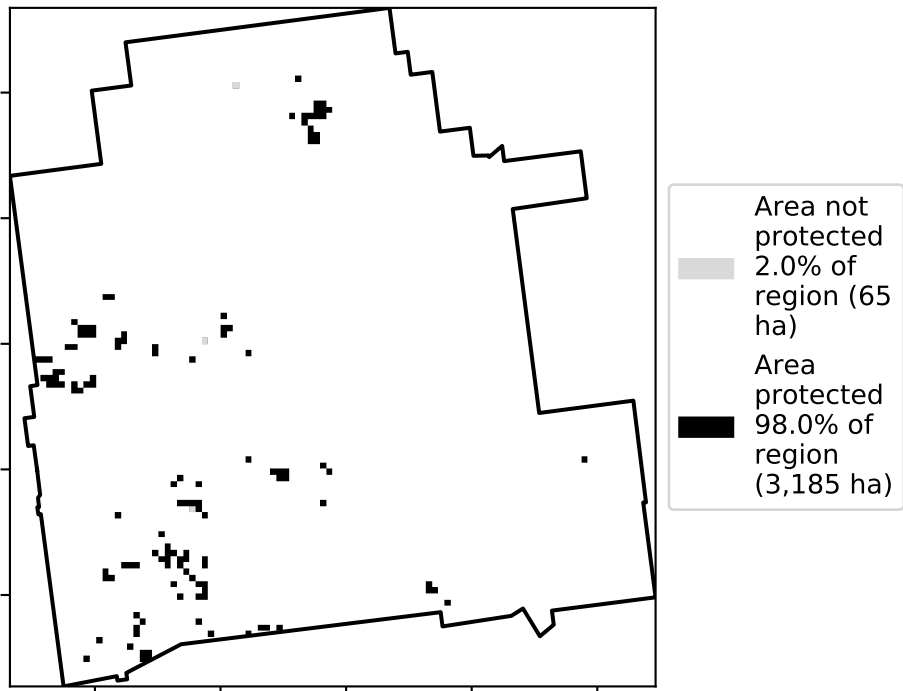 Area not
protected
2.0% of
region (65
ha)
Area
protected
98.0% of
region
(3,185 ha)